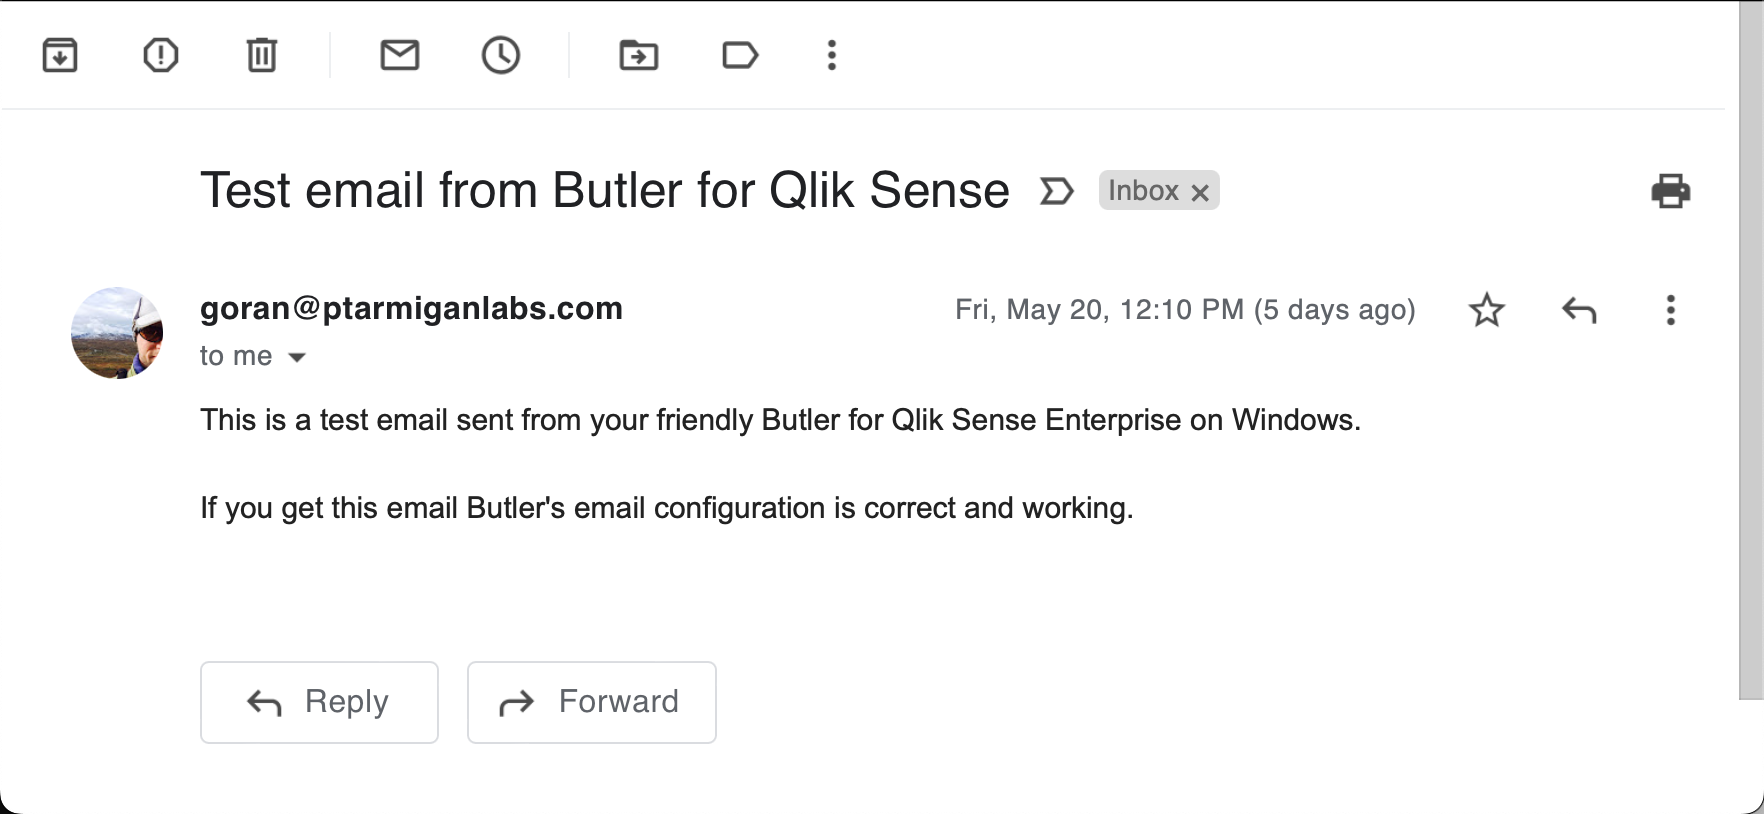 Test email from Butler for Qlik Sense Inbox ×
goran@ptarmiganlabs.com Fri, May 20, 12:10 PM (5 days ago)
to me
This is a test email sent from your friendly Butler for Qlik Sense Enterprise on Windows.
If you get this email Butler's email configuration is correct and working.
Reply Forward